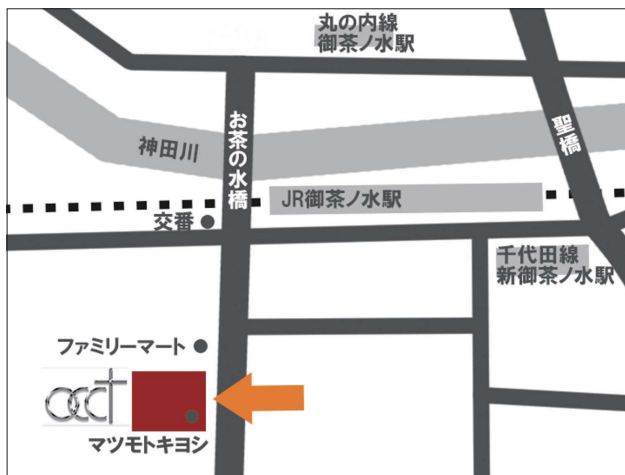 丸の内線
御茶ノ水駅
お茶の水橋
聖橋
神田川
JR御茶ノ水駅
交番
千代田線
新御茶ノ水駅
ファミリーマート
occt
マツモトキヨシ